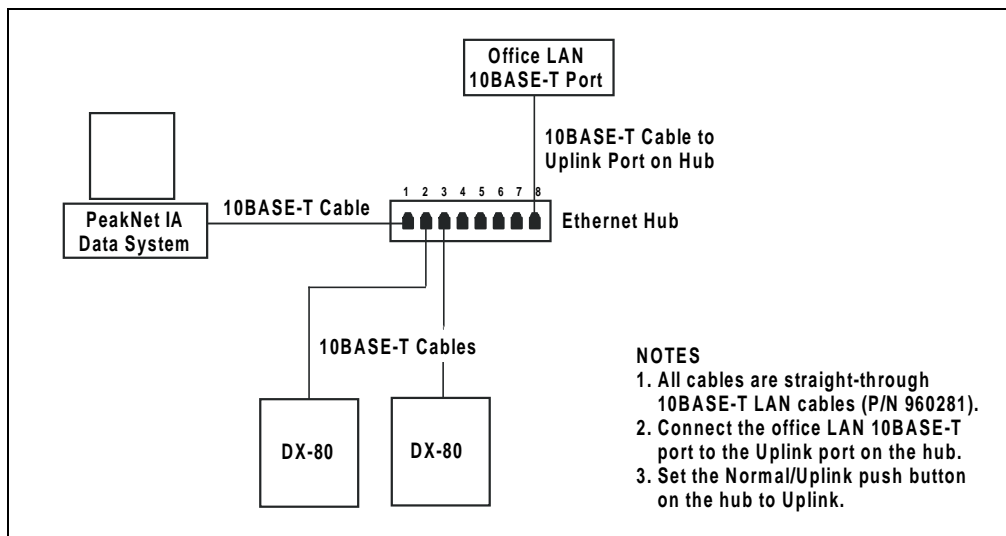 Office LAN
10BASE-T Port
10BASE-T Cable to
Uplink Port on Hub
1 2 3 4 5 6 7 8
10BASE-T Cable
Ethernet Hub
PeakNet IA
Data System
10BASE-T Cables
DX-80
DX-80
NOTES
1. All cables are straight-through
10BASE-T LAN cables (P/N 960281).
2. Connect the office LAN 10BASE-T
port to the Uplink port on the hub.
3. Set the Normal/Uplink push button
on the hub to Uplink.